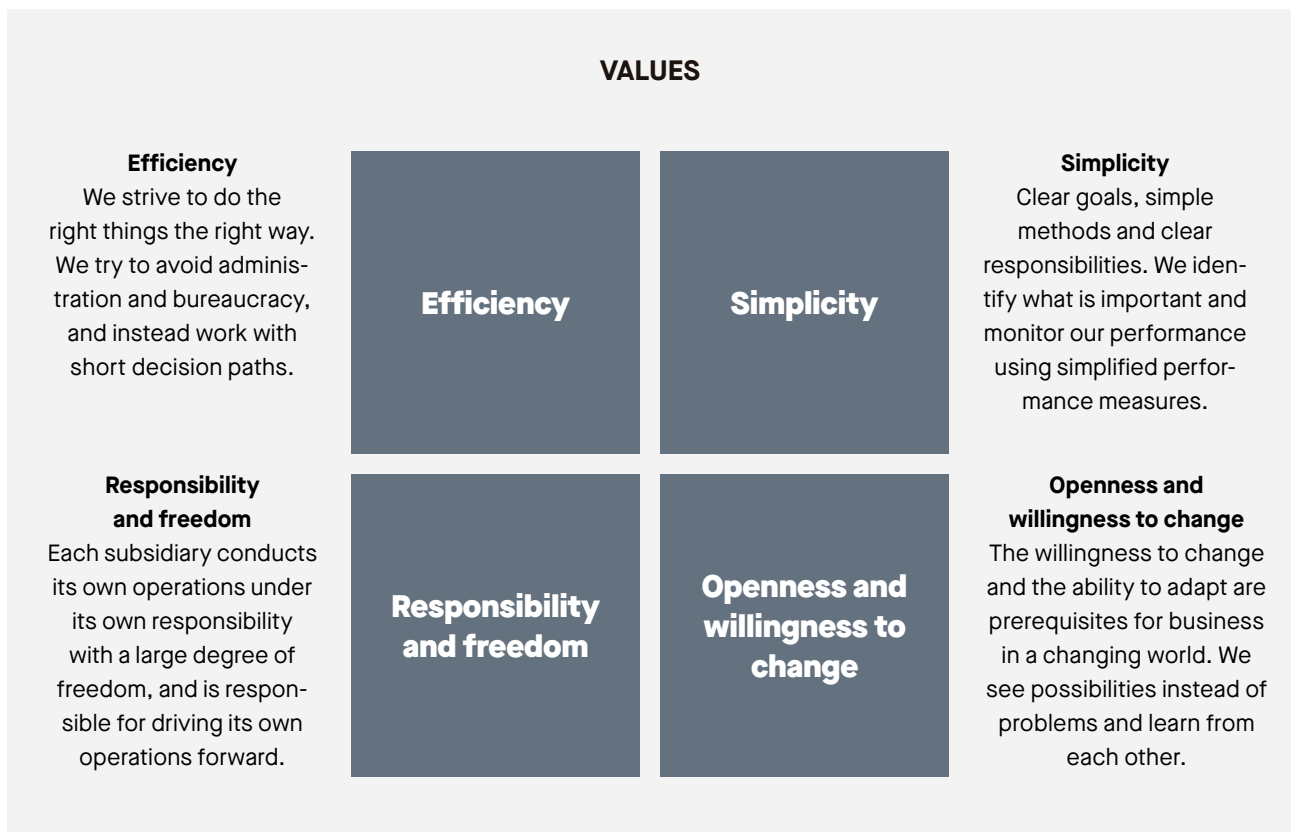 VALUES
Efficiency
We strive to do the
right things the right way.
We try to avoid adminis-
tration and bureaucracy,
and instead work with
short decision paths.
Efficiency
Simplicity
Simplicity
Clear goals, simple
methods and clear
responsibilities. We iden-
tify what is important and
monitor our performance
using simplified perfor-
mance measures.
Responsibility
and freedom
Each subsidiary conducts
its own operations under
its own responsibility
with a large degree of
freedom, and is respon-
sible for driving its own
operations forward.
Responsibility
and freedom
Openness and
willingness to
change
Openness and
willingness to change
The willingness to change
and the ability to adapt are
prerequisites for business
in a changing world. We
see possibilities instead of
problems and learn from
each other.